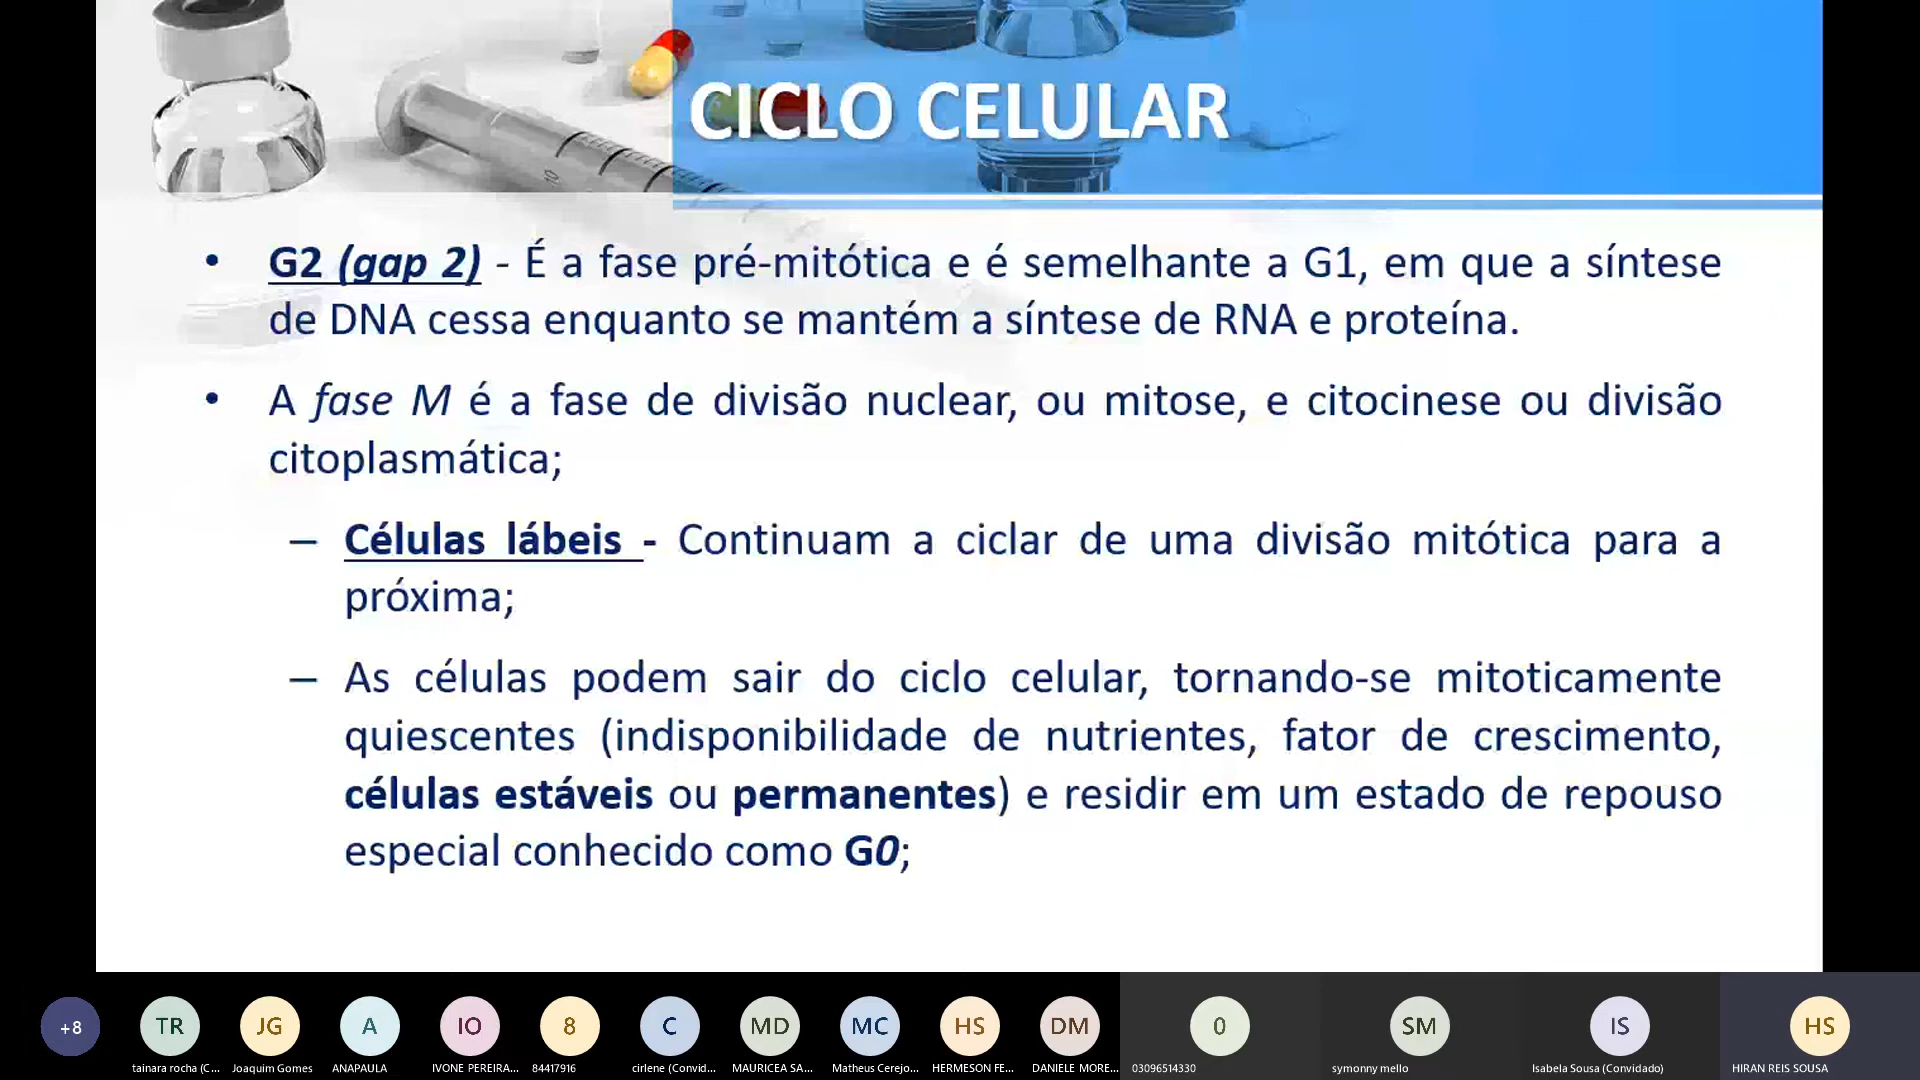 CICLO CELULAR
• G2 (gap 2) - É a fase pré-mitótica e é semelhante a G1, em que a síntese
de DNA cessa enquanto se mantém a síntese de RNA e proteína.
• A fase M é a fase de divisão nuclear, ou mitose, e citocinese ou divisão
citoplasmática;
– Células lábeis - Continuam a ciclar de uma divisão mitótica para a
próxima;
– As células podem sair do ciclo celular, tornando-se mitoticamente
quiescentes (indisponibilidade de nutrientes, fator de crescimento,
células estáveis ou permanentes) e residir em um estado de repouso
especial conhecido como G0;
+8 TR JG A IO 8 C MD MC HS DM 0 SM IS HS
tainara rocha (C... Joaquim Gomes ANAPAULA IVONE PEREIRA... 84417916 cirlene (Convid... MAURICEA SA... Matheus Cerejo... HERMESON FE... DANIELE MORE... 03096514330 symonny mello Isabela Sousa (Convidado) HIRAN REIS SOUSA